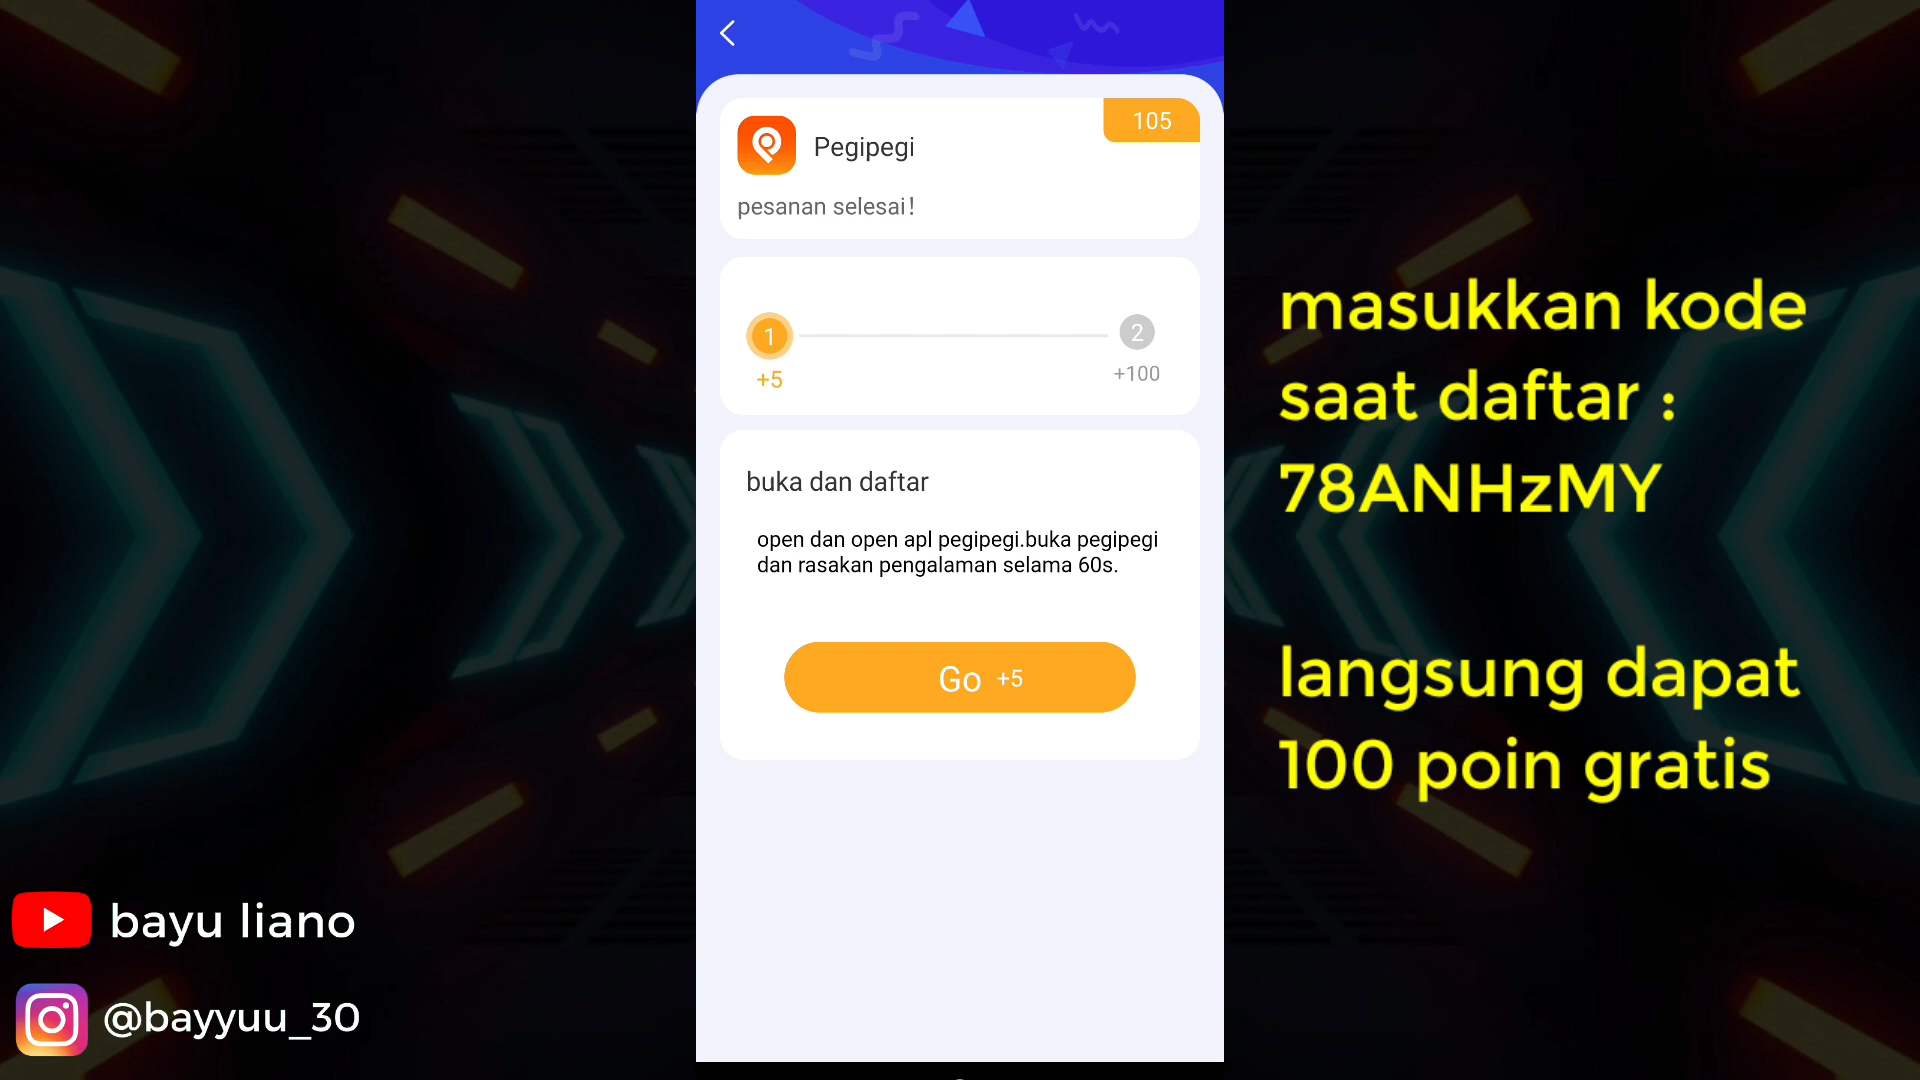 105
Pegipegi
pesanan selesai!
1
2
+5
+100
buka dan daftar
open dan open apl pegipegi.buka pegipegi
dan rasakan pengalaman selama 60s.
Go +5
masukkan kode
saat daftar :
78ANHzMY
langsung dapat
100 poin gratis
bayu liano
@bayyuu_30